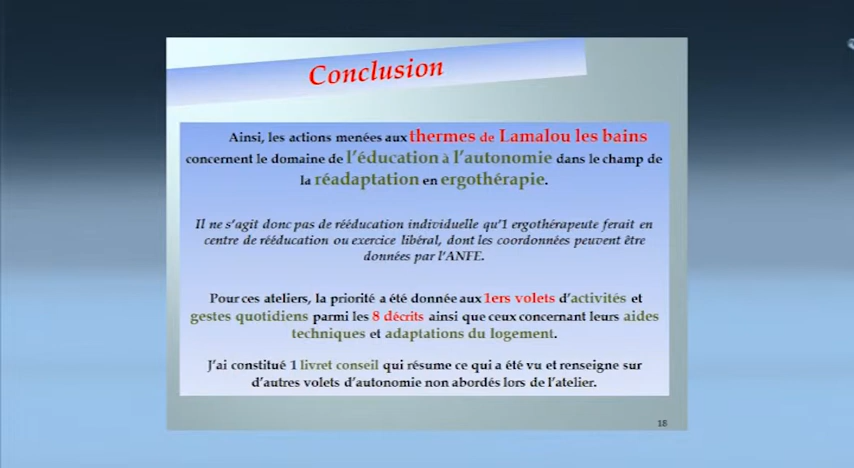 Conclusion
Ainsi, les actions menées aux thermes de Lamalou les bains
concernent le domaine de l'éducation à l'autonomie dans le champ de
la réadaptation en ergothérapie.
Il ne s'agit donc pas de rééducation individuelle qu'1 ergothérapeute ferait en
centre de rééducation ou exercice libéral, dont les coordonnées peuvent être
données par l'ANFE.
Pour ces ateliers, la priorité a été donnée aux 1ers volets d'activités et
gestes quotidiens parmi les 8 décrits ainsi que ceux concernant leurs aides
techniques et adaptations du logement.
J'ai constitué 1 livret conseil qui résume ce qui a été vu et renseigne sur
d'autres volets d'autonomie non abordés lors de l'atelier.
18